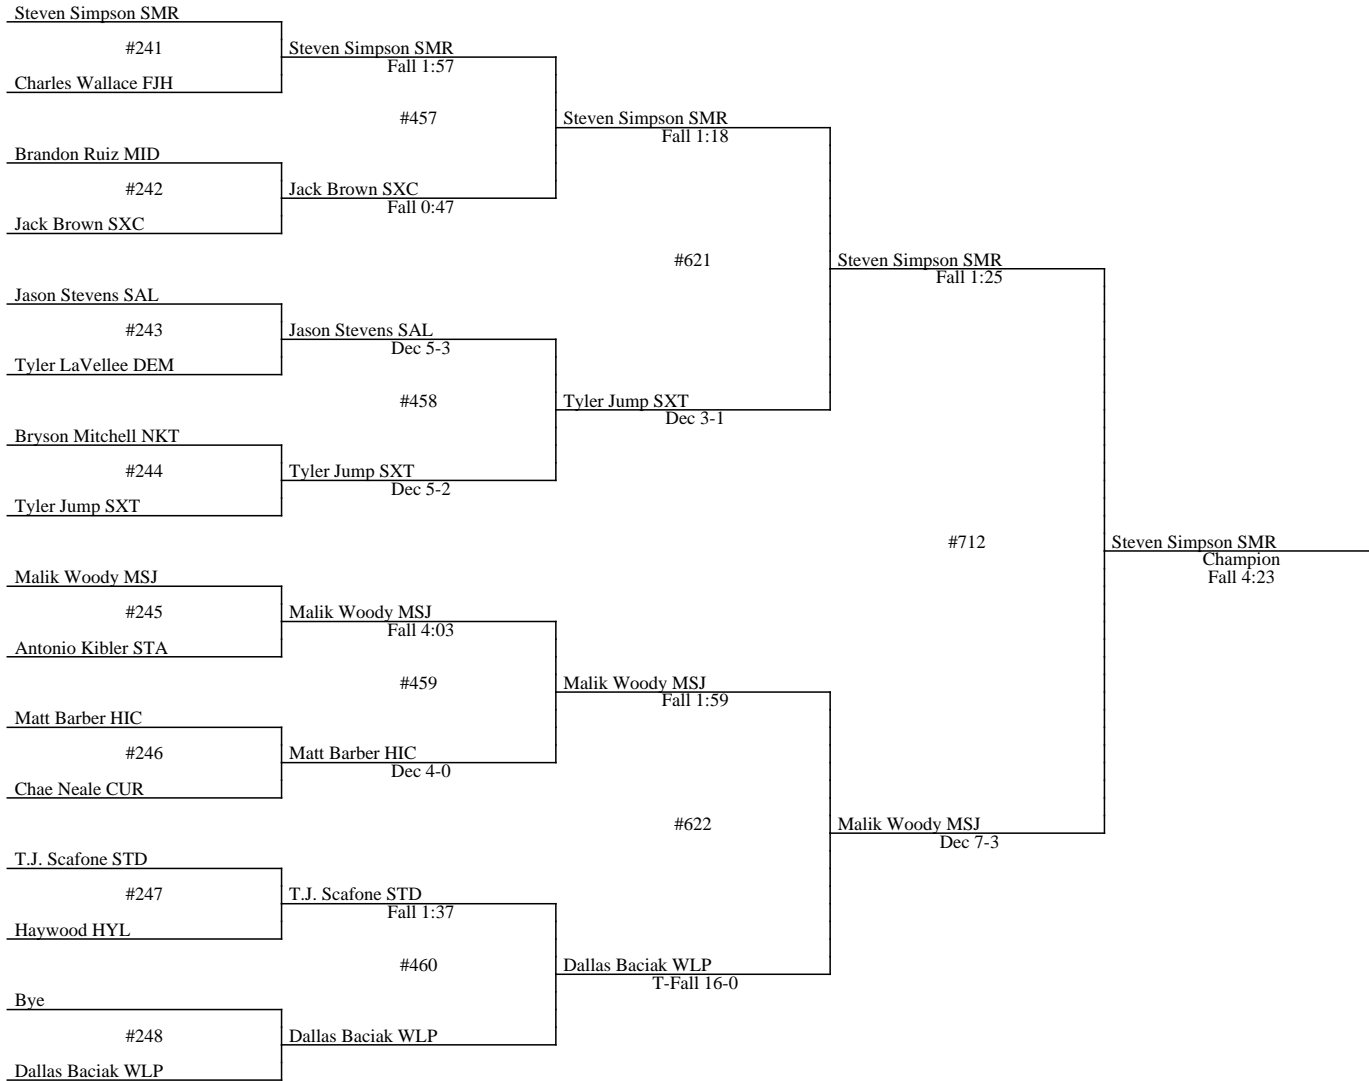 Steven Simpson SMR
#241
Charles Wallace FJH
Steven Simpson SMR
Fall 1:57
#457
Brandon Ruiz MID
#242
Jack Brown SXC
Jack Brown SXC
Fall 0:47
Steven Simpson SMR
Fall 1:18
#621
Jason Stevens SAL
#243
Tyler LaVellee DEM
Jason Stevens SAL
Dec 5-3
#458
Bryson Mitchell NKT
#244
Tyler Jump SXT
Tyler Jump SXT
Dec 5-2
Tyler Jump SXT
Dec 3-1
Steven Simpson SMR
Fall 1:25
#712
Malik Woody MSJ
#245
Antonio Kibler STA
Malik Woody MSJ
Fall 4:03
#459
Matt Barber HIC
#246
Chae Neale CUR
Matt Barber HIC
Dec 4-0
Malik Woody MSJ
Fall 1:59
#622
T.J. Scafone STD
#247
Haywood HYL
T.J. Scafone STD
Fall 1:37
#460
Bye
#248
Dallas Baciak WLP
Dallas Baciak WLP
Dallas Baciak WLP
T-Fall 16-0
Malik Woody MSJ
Dec 7-3
Steven Simpson SMR
Champion
Fall 4:23